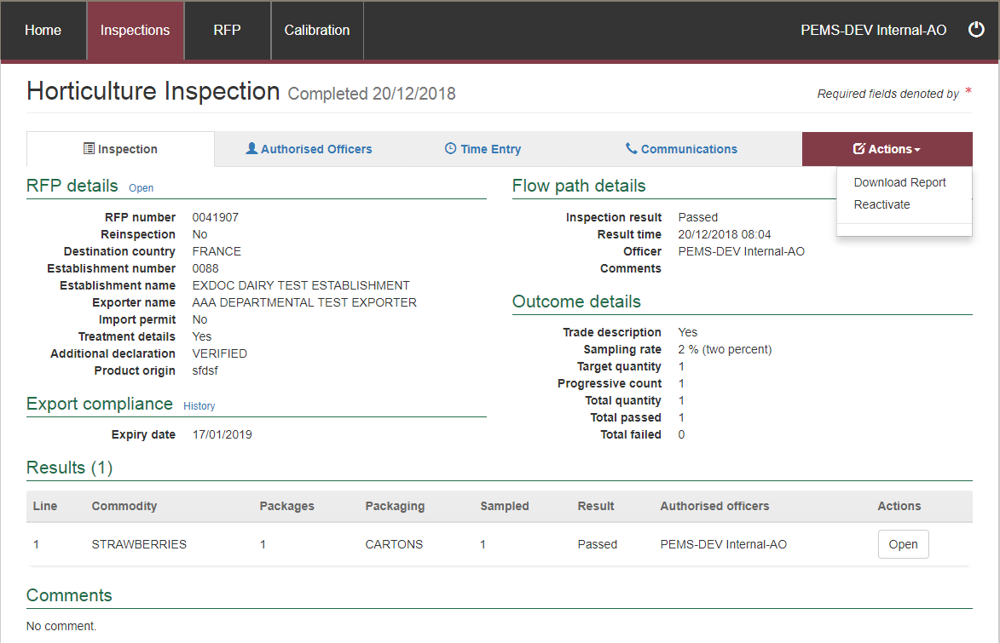 Home Inspections RFP Calibration PEMS-DEV Internal-AO
Horticulture Inspection Completed 20/12/2018
Required fields denoted by *
Inspection Authorised Officers Time Entry Communications Actions
Download Report
Reactivate
RFP details Open
RFP number 0041907
Reinspection No
Destination country FRANCE
Establishment number 0088
Establishment name EXDOC DAIRY TEST ESTABLISHMENT
Exporter name AAA DEPARTMENTAL TEST EXPORTER
Import permit No
Treatment details Yes
Additional declaration VERIFIED
Product origin sfdsf
Export compliance History
Expiry date 17/01/2019
Flow path details
Inspection result Passed
Result time 20/12/2018 08:04
Officer PEMS-DEV Internal-AO
Comments
Outcome details
Trade description Yes
Sampling rate 2 % (two percent)
Target quantity 1
Progressive count 1
Total quantity 1
Total passed 1
Total failed 0
Results (1)
Line Commodity Packages Packaging Sampled Result Authorised officers Actions
1 STRAWBERRIES 1 CARTONS 1 Passed PEMS-DEV Internal-AO Open
Comments
No comment.